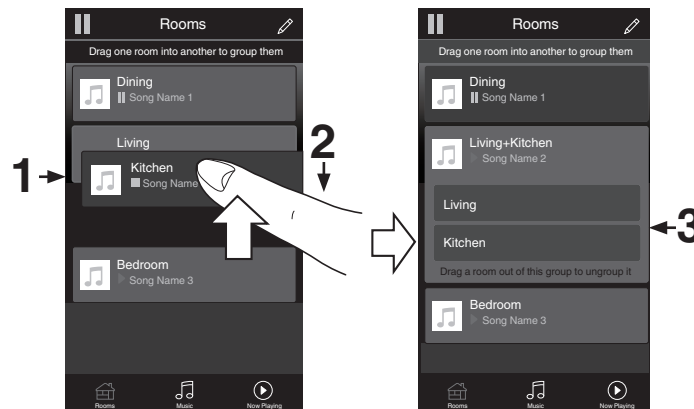 Rooms
Drag one room into another to group them
Dining
Song Name 1
Living
Kitchen
Song Name
Bedroom
Song Name 3
Rooms
Music
Now Playing
1
2
Rooms
Drag one room into another to group them
Dining
Song Name 1
Living+Kitchen
Song Name 2
Living
Kitchen
Drag a room out of this group to ungroup it
Bedroom
Song Name 3
Rooms
Music
Now Playing
3